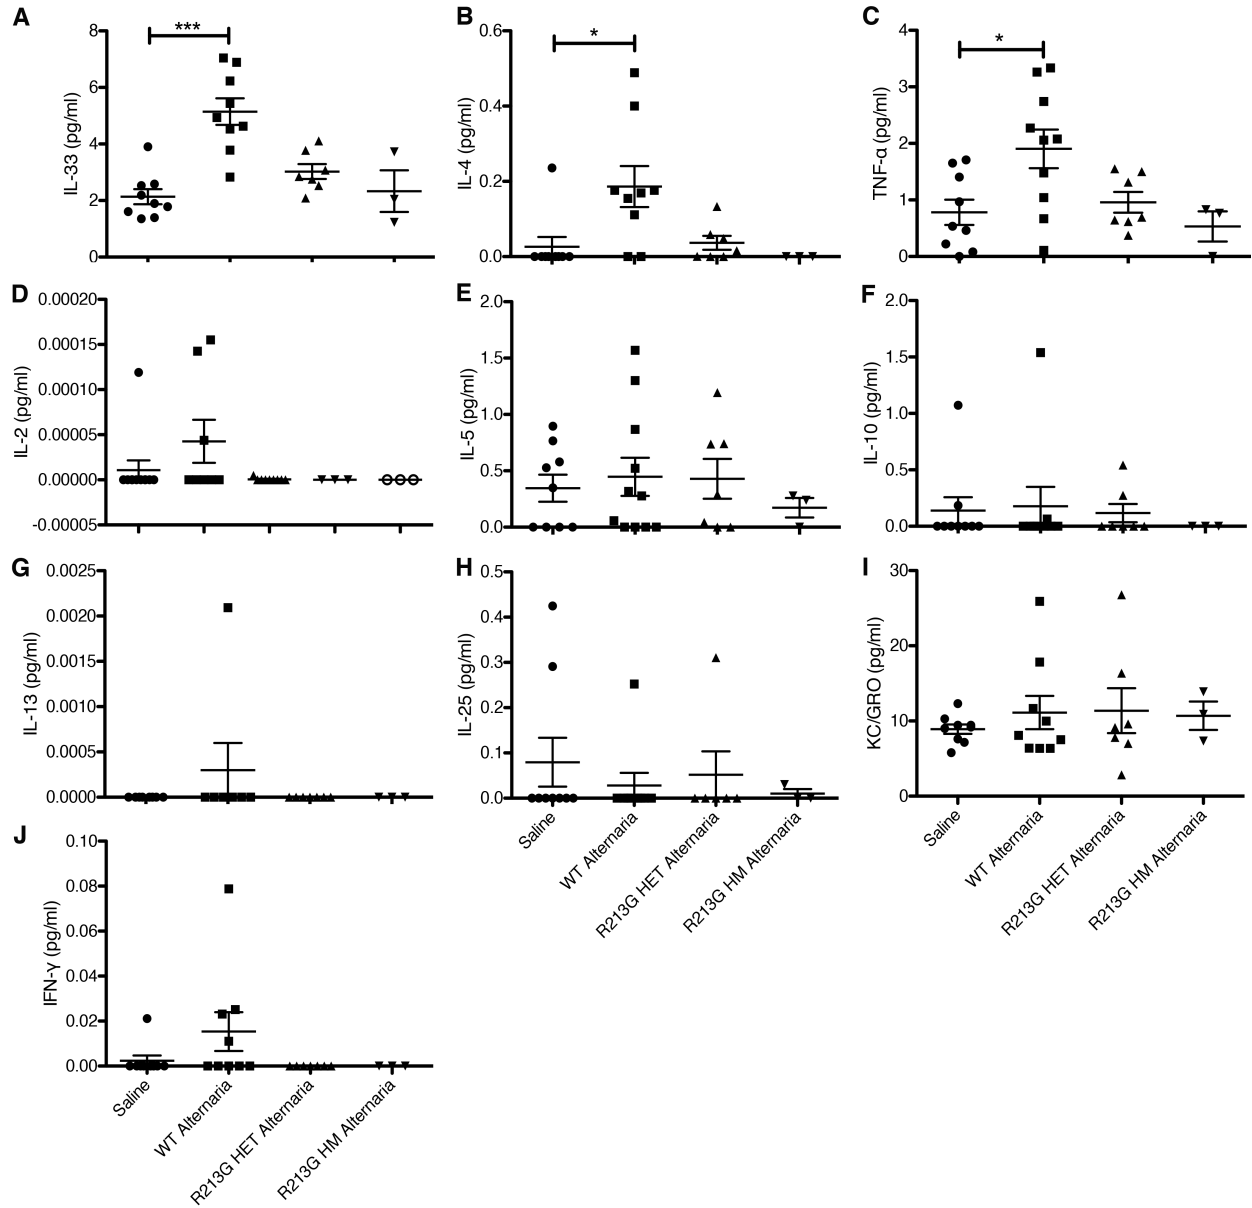 A
IL-33 (pg/ml)
8
6
4
2
0
***
B
IL-4 (pg/ml)
0.6
0.4
0.2
0.0
*
C
TNF-α (pg/ml)
4
3
2
1
0
*
D
IL-2 (pg/ml)
0.00020
0.00015
0.00010
0.00005
0.00000
-0.00005
E
IL-5 (pg/ml)
2.0
1.5
1.0
0.5
0.0
F
IL-10 (pg/ml)
2.0
1.5
1.0
0.5
0.0
G
IL-13 (pg/ml)
0.0025
0.0020
0.0015
0.0010
0.0005
0.0000
H
IL-25 (pg/ml)
0.5
0.4
0.3
0.2
0.1
0.0
Saline
WT Alternaria
R213G HET Alternaria
R213G HM Alternaria
I
KC/GRO (pg/ml)
30
20
10
0
Saline
WT Alternaria
R213G HET Alternaria
R213G HM Alternaria
J
IFN-γ (pg/ml)
0.10
0.08
0.06
0.04
0.02
0.00
Saline
WT Alternaria
R213G HET Alternaria
R213G HM Alternaria